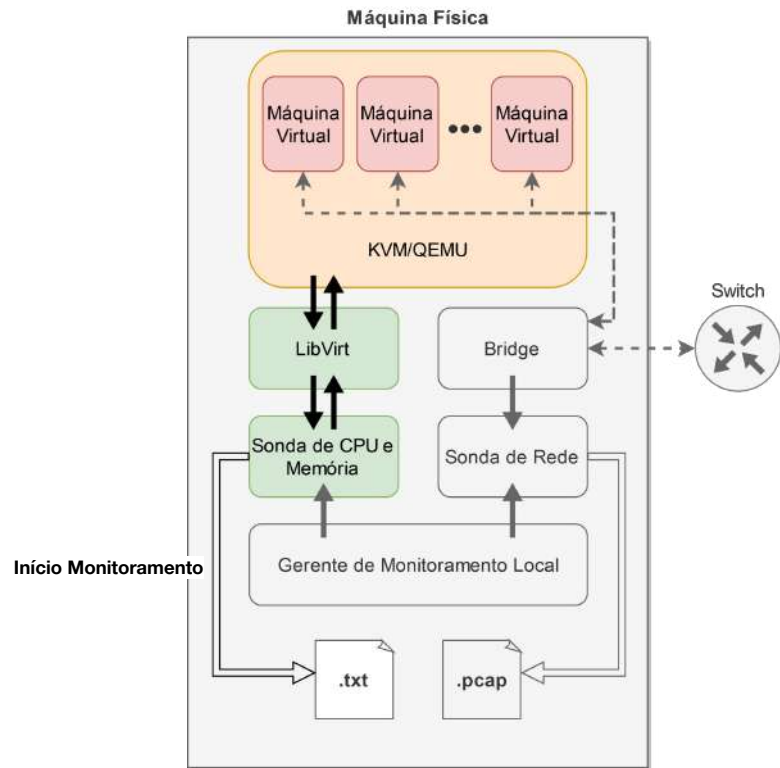 Máquina Física
Máquina
Virtual
Máquina
Virtual
•••
Máquina
Virtual
KVM/QEMU
Switch
LibVirt
Bridge
Sonda de CPU e
Memória
Sonda de Rede
Início Monitoramento
Gerente de Monitoramento Local
.txt
.pcap